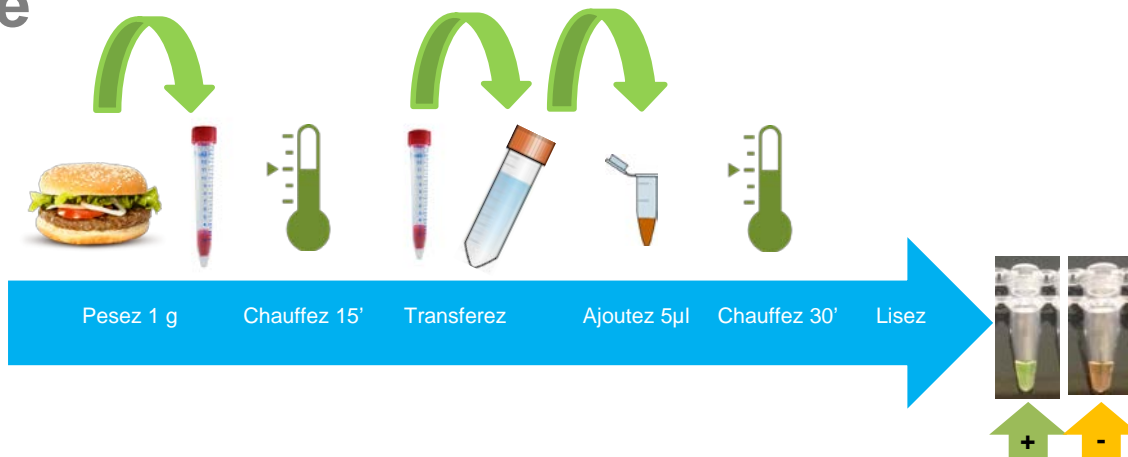 e
Pesez 1 g
Chauffez 15’
Transferez
Ajoutez 5µl
Chauffez 30’
Lisez
+
-